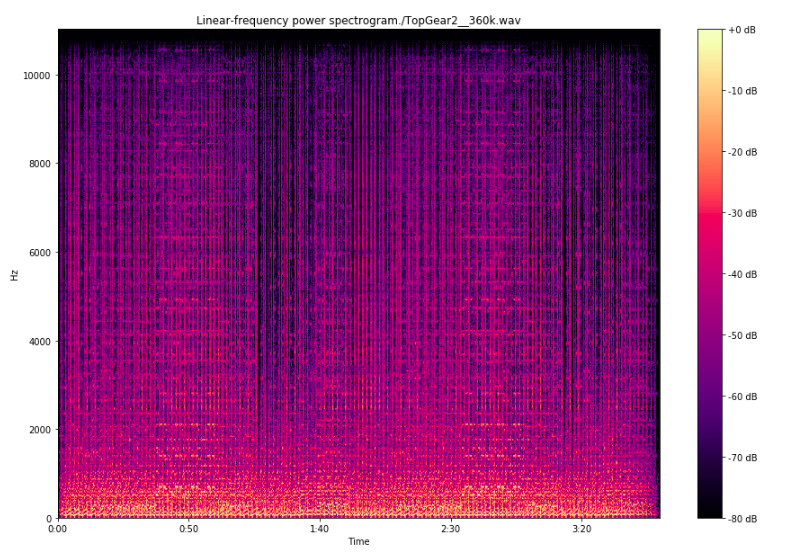 Linear-frequency power spectrogram./TopGear2__360k.wav
10000
8000
6000
4000
2000
0
Hz
0:00
0:50
1:40
2:30
3:20
Time
+0 dB
-10 dB
-20 dB
-30 dB
-40 dB
-50 dB
-60 dB
-70 dB
-80 dB